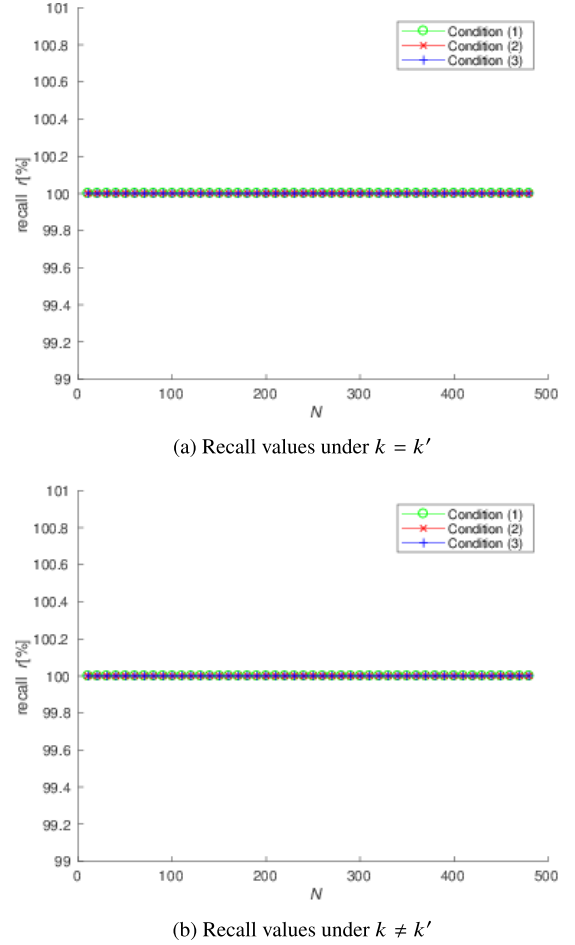 101
100.8
100.6
100.4
100.2
100
99.8
99.6
99.4
99.2
99
recall r[%]
0 100 200 300 400 500
N
Condition (1)
Condition (2)
Condition (3)
(a) Recall values under k = k′
101
100.8
100.6
100.4
100.2
100
99.8
99.6
99.4
99.2
99
recall r[%]
0 100 200 300 400 500
N
Condition (1)
Condition (2)
Condition (3)
(b) Recall values under k ≠ k′